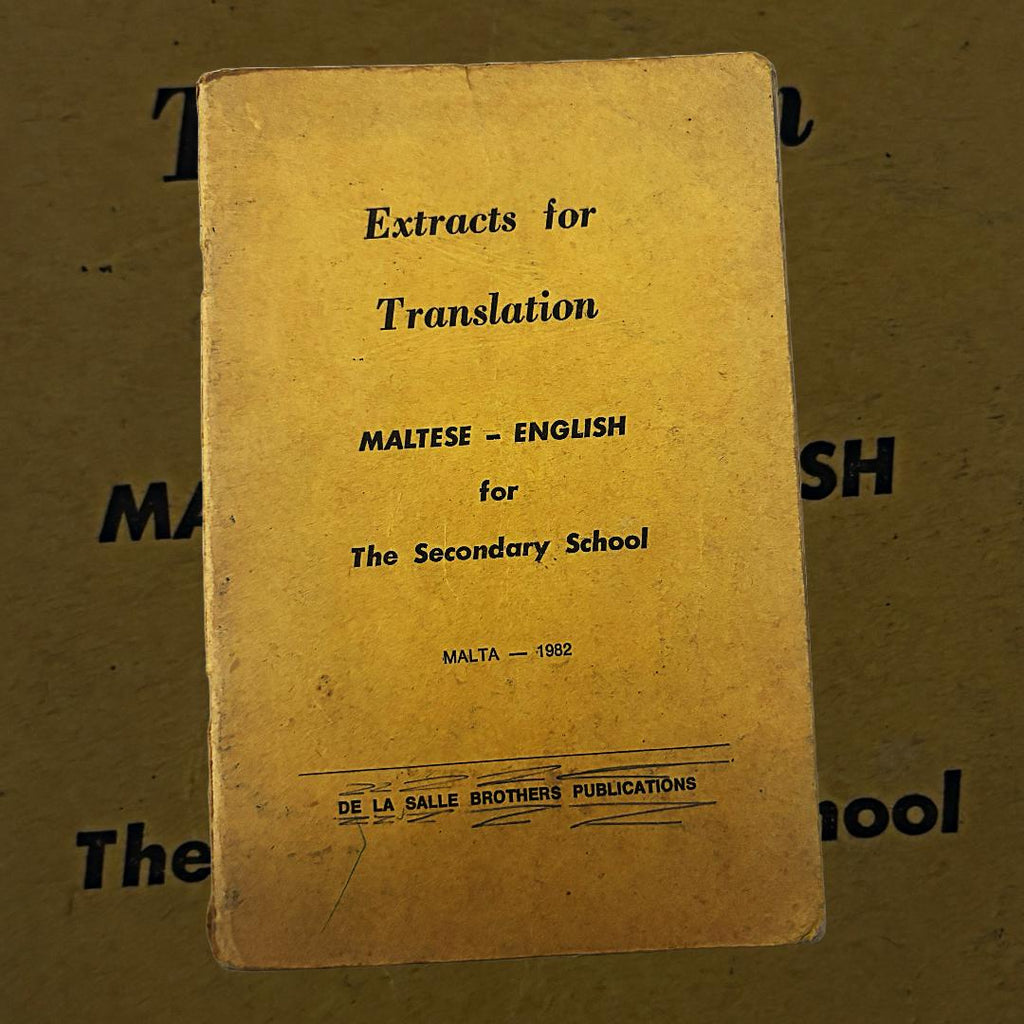 Extracts for
Translation
MALTESE – ENGLISH
for
The Secondary School
MALTA — 1982
DE LA SALLE BROTHERS PUBLICATIONS